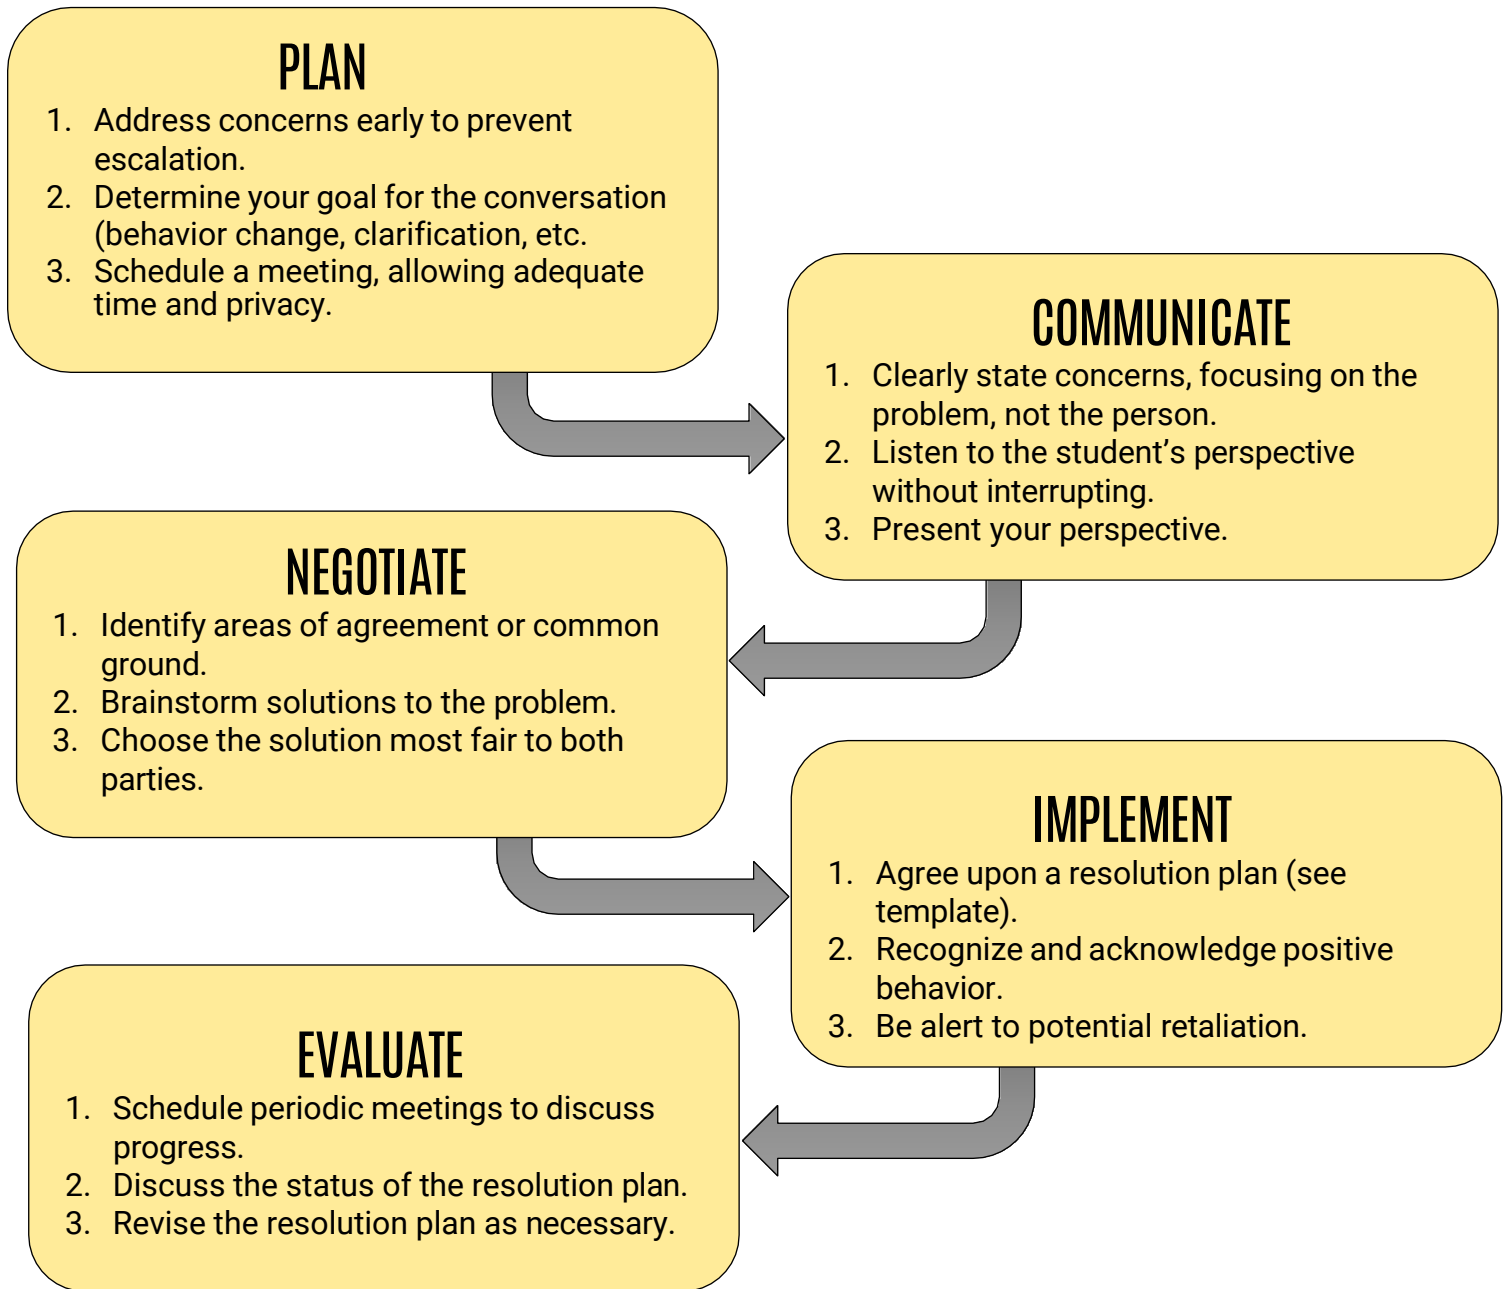 PLAN
1. Address concerns early to prevent
escalation.
2. Determine your goal for the conversation
(behavior change, clarification, etc.
3. Schedule a meeting, allowing adequate
time and privacy.
COMMUNICATE
1. Clearly state concerns, focusing on the
problem, not the person.
2. Listen to the student’s perspective
without interrupting.
3. Present your perspective.
NEGOTIATE
1. Identify areas of agreement or common
ground.
2. Brainstorm solutions to the problem.
3. Choose the solution most fair to both
parties.
IMPLEMENT
1. Agree upon a resolution plan (see
template).
2. Recognize and acknowledge positive
behavior.
3. Be alert to potential retaliation.
EVALUATE
1. Schedule periodic meetings to discuss
progress.
2. Discuss the status of the resolution plan.
3. Revise the resolution plan as necessary.